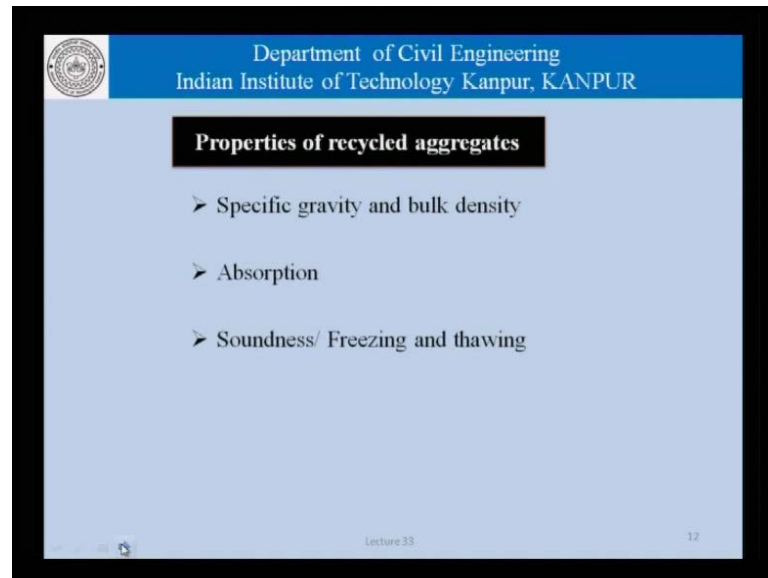 Department of Civil Engineering
Indian Institute of Technology Kanpur, KANPUR
Properties of recycled aggregates
➢ Specific gravity and bulk density
➢ Absorption
➢ Soundness/ Freezing and thawing
Lecture 33
12